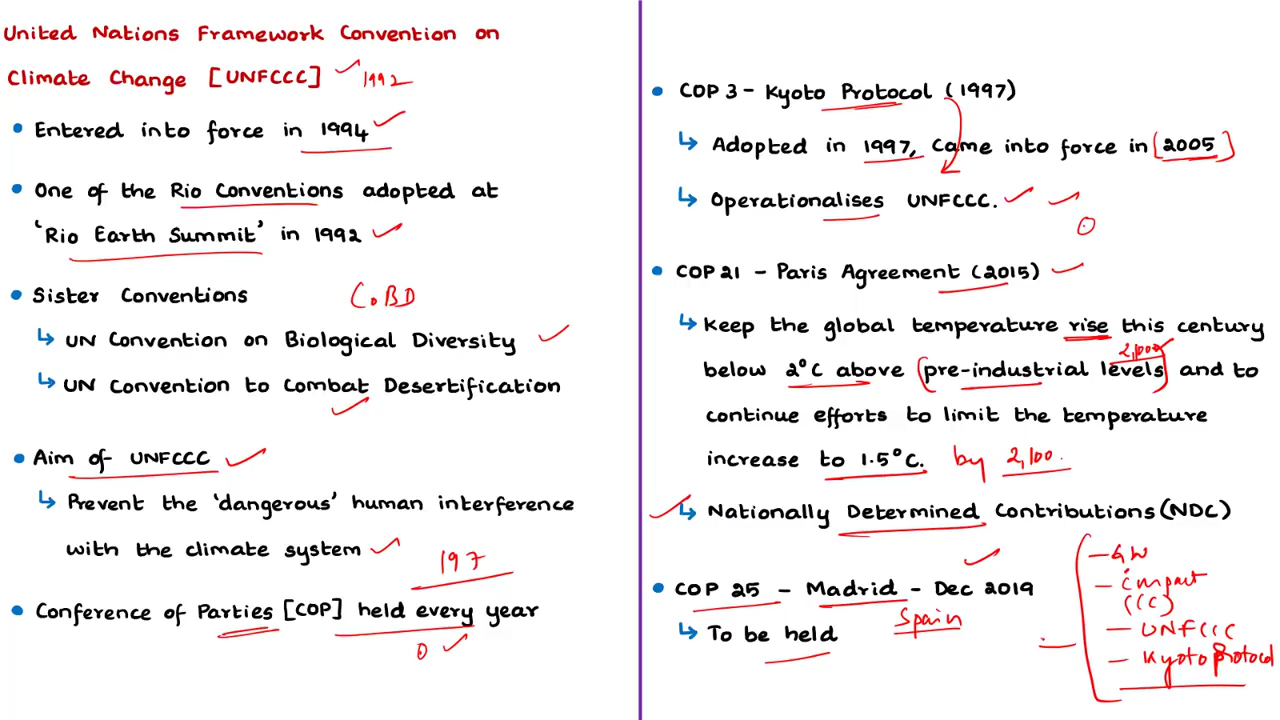 United Nations Framework Convention on
Climate Change [UNFCCC] 1992
• Entered into force in 1994
• One of the Rio Conventions adopted at
'Rio Earth Summit' in 1992
• Sister Conventions CoBD
↳ UN Convention on Biological Diversity
↳ UN Convention to Combat Desertification
• Aim of UNFCCC
↳ Prevent the 'dangerous' human interference
with the climate system
197
• Conference of Parties [COP] held every year
0
• COP 3 - Kyoto Protocol (1997)
↳ Adopted in 1997, Came into force in [2005]
↳ Operationalises UNFCCC.
0
• COP 21 - Paris Agreement (2015)
↳ Keep the global temperature rise this century
2,100
below 2°C above (pre-industrial levels) and to
continue efforts to limit the temperature
increase to 1.5°C. by 2,100.
↳ Nationally Determined Contributions (NDC)
• COP 25 - Madrid - Dec 2019
↳ To be held Spain
- GW
- impact
(CC)
- UNFCCC
- Kyoto protocol